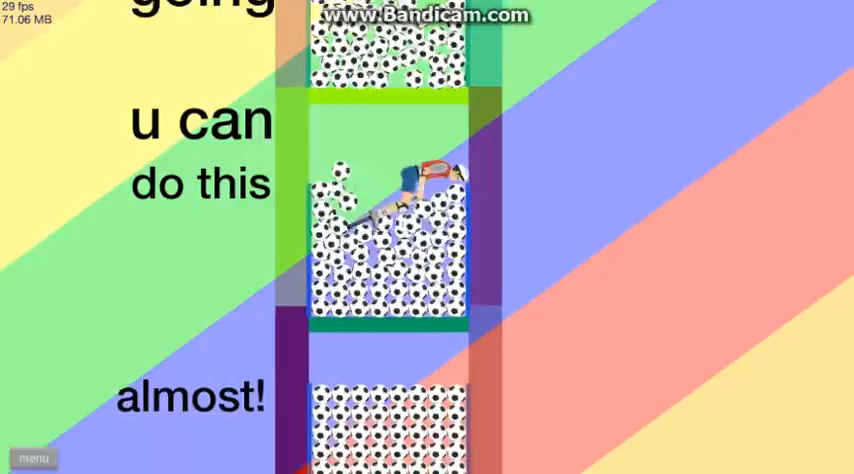 29 fps
71.06 MB
www.Bandicam.com
going
u can
do this
almost!
menu